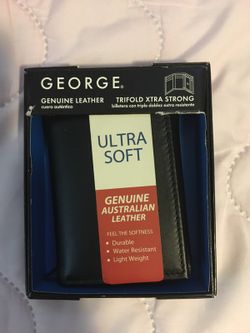 GEORGE®
GENUINE LEATHER
cuero auténtico
TRIFOLD XTRA STRONG
billetera con triple doblez extra resistente
ULTRA
SOFT
GENUINE
AUSTRALIAN
LEATHER
FEEL THE SOFTNESS
• Durable
• Water Resistant
• Light Weight